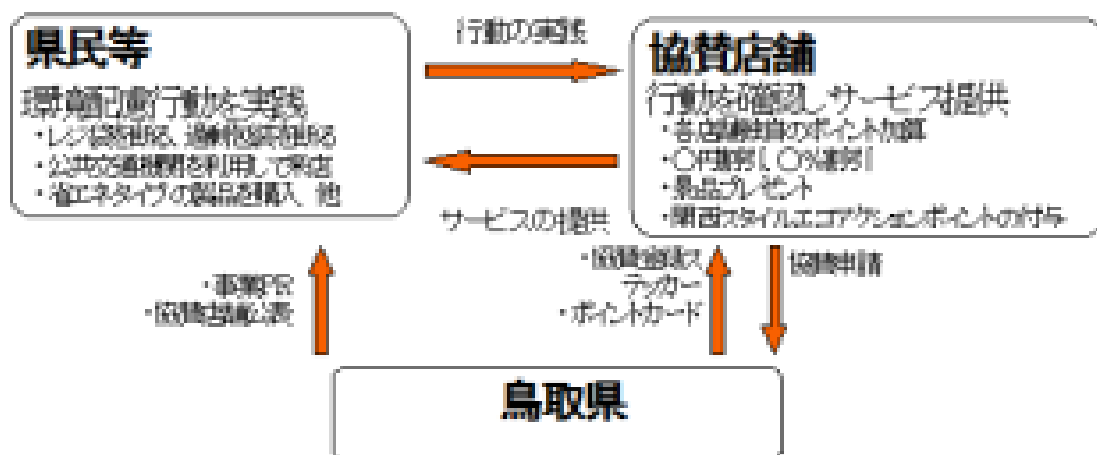 県民等
環境配慮行動を実践
・レジ袋を断る、過剰包装を断る
・公共交通機関を利用して来店
・省エネタイプの製品を購入 他
行動の実践
サービスの提供
協賛店舗
行動を確認しサービス提供
・各店舗独自のポイント加算
・〇円割引、〇%割引
・景品プレゼント
・関西スタイルエコアクションポイントの付与
・事業PR
・協賛店舗公表
・協賛登録ス
テッカー
・ポイントカード
協賛申請
鳥取県